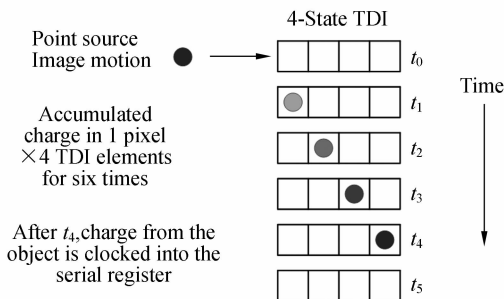 4-State TDI
Point source
Image motion
t0
Time
t1
Accumulated
charge in 1 pixel
×4 TDI elements
for six times
t2
t3
After t4,charge from the
object is clocked into the
serial register
t4
t5